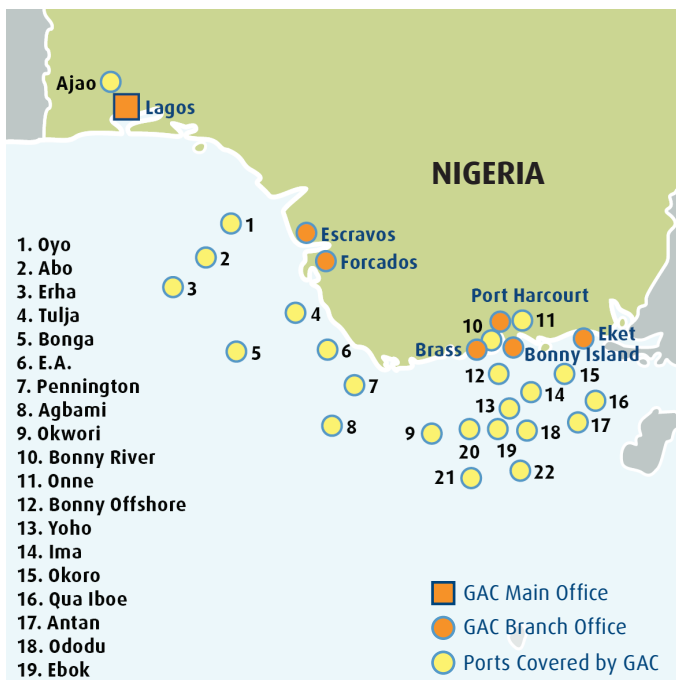 Ajao
Lagos
NIGERIA
1
Escravos
2
Forcados
3
1. Oyo
2. Abo
3. Erha
4. Tulja
5. Bonga
6. E.A.
7. Pennington
8. Agbami
9. Okwori
10. Bonny River
11. Onne
12. Bonny Offshore
13. Yoho
14. Ima
15. Okoro
16. Qua Iboe
17. Antan
18. Ododu
19. Ebok
4
Port Harcourt
10
11
Eket
5
6
Brass
Bonny Island
7
12
15
14
16
13
8
9
20
19
18
17
21
22
GAC Main Office
GAC Branch Office
Ports Covered by GAC